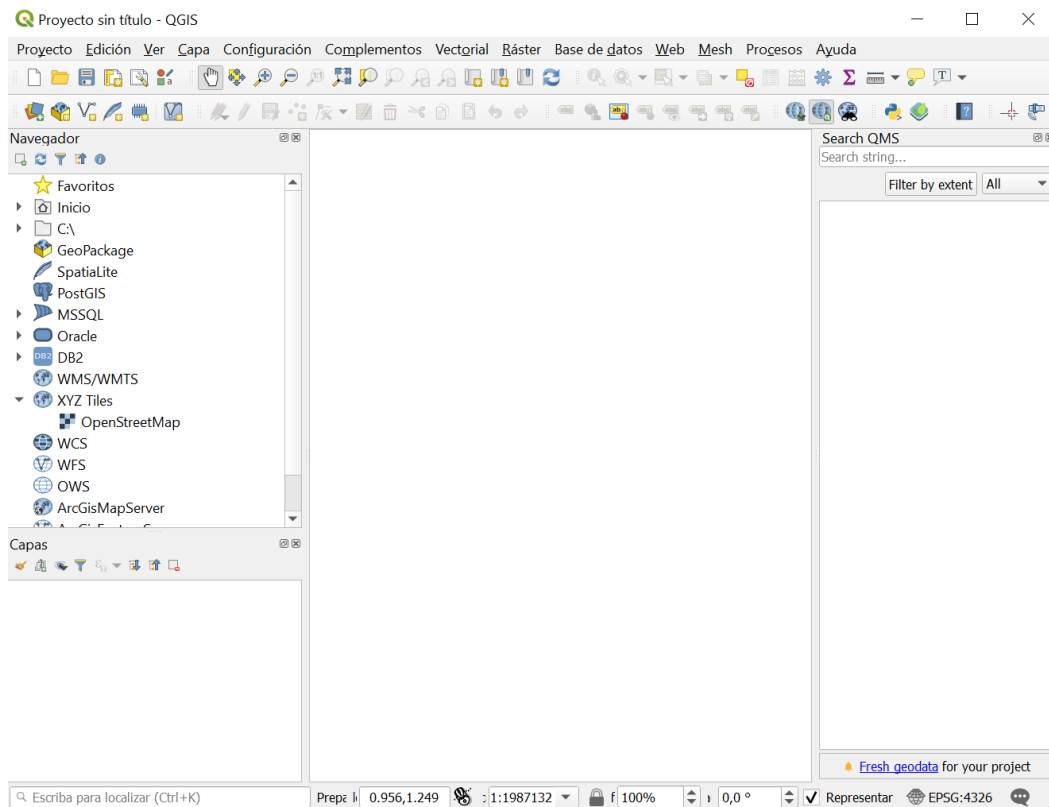 Proyecto sin título - QGIS
Proyecto Edición Ver Capa Configuración Complementos Vectorial Ráster Base de datos Web Mesh Procesos Ayuda
Navegador
Search QMS
Search string...
Filter by extent All
Favoritos
Inicio
C:\
GeoPackage
SpatiaLite
PostGIS
MSSQL
Oracle
DB2
DB2
WMS/WMTS
XYZ Tiles
OpenStreetMap
WCS
WFS
OWS
ArcGisMapServer
Capas
Fresh geodata for your project
Escriba para localizar (Ctrl+K)
0.956,1.249
1:1987132
100%
0,0 °
Representar
EPSG:4326